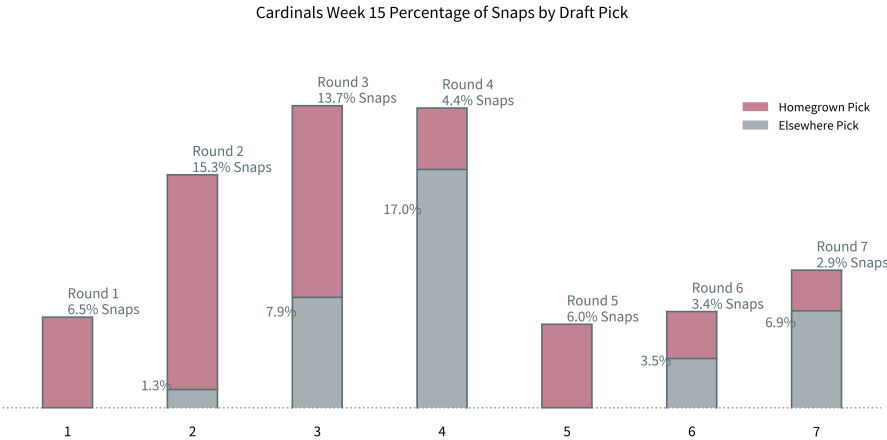 Cardinals Week 15 Percentage of Snaps by Draft Pick
Round 3
13.7% Snaps
Round 4
4.4% Snaps
Homegrown Pick
Elsewhere Pick
Round 2
15.3% Snaps
17.0%
Round 7
2.9% Snaps
Round 1
6.5% Snaps
7.9%
Round 5
6.0% Snaps
Round 6
3.4% Snaps
6.9%
1.3%
3.5%
1
2
3
4
5
6
7